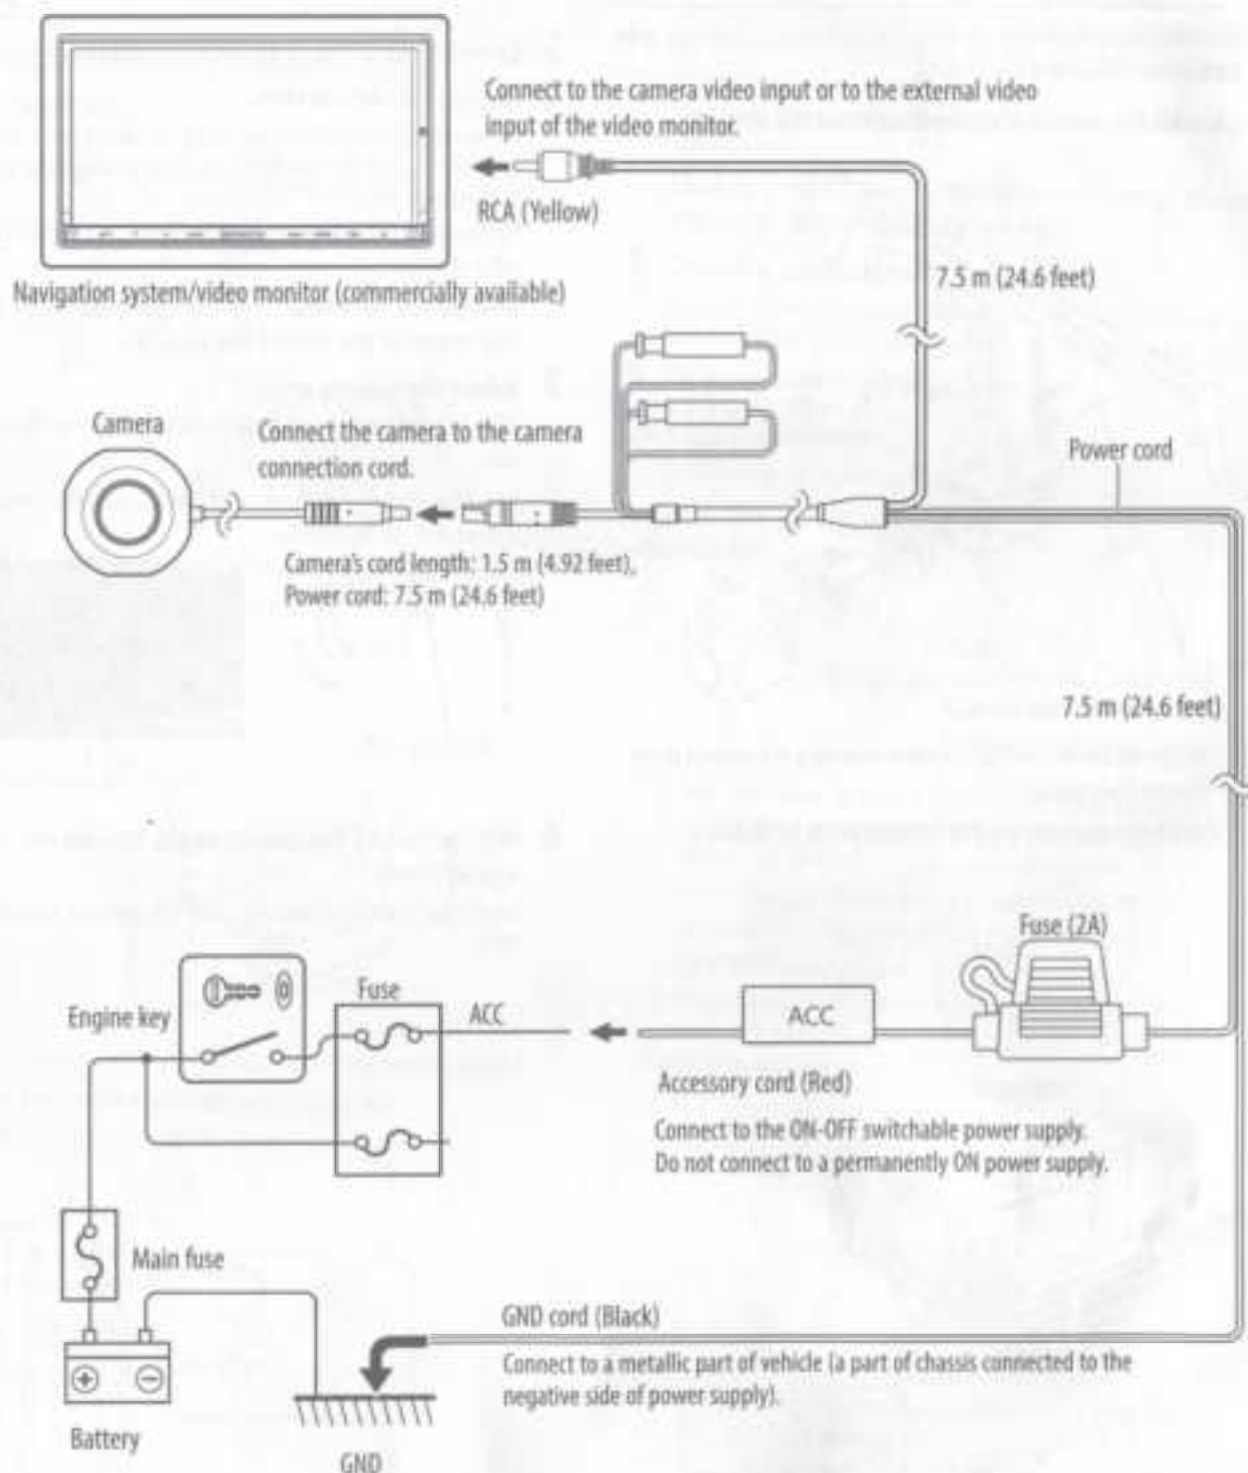 Connect to the camera video input or to the external video
input of the video monitor.
RCA (Yellow)
7.5 m (24.6 feet)
Navigation system/video monitor (commercially available)
Camera
Connect the camera to the camera
connection cord.
Power cord
Camera's cord length: 1.5 m (4.92 feet),
Power cord: 7.5 m (24.6 feet)
7.5 m (24.6 feet)
Fuse (2A)
Engine key
Fuse
ACC
ACC
Accessory cord (Red)
Connect to the ON-OFF switchable power supply.
Do not connect to a permanently ON power supply.
Main fuse
GND cord (Black)
Connect to a metallic part of vehicle (a part of chassis connected to the
negative side of power supply).
Battery
GND